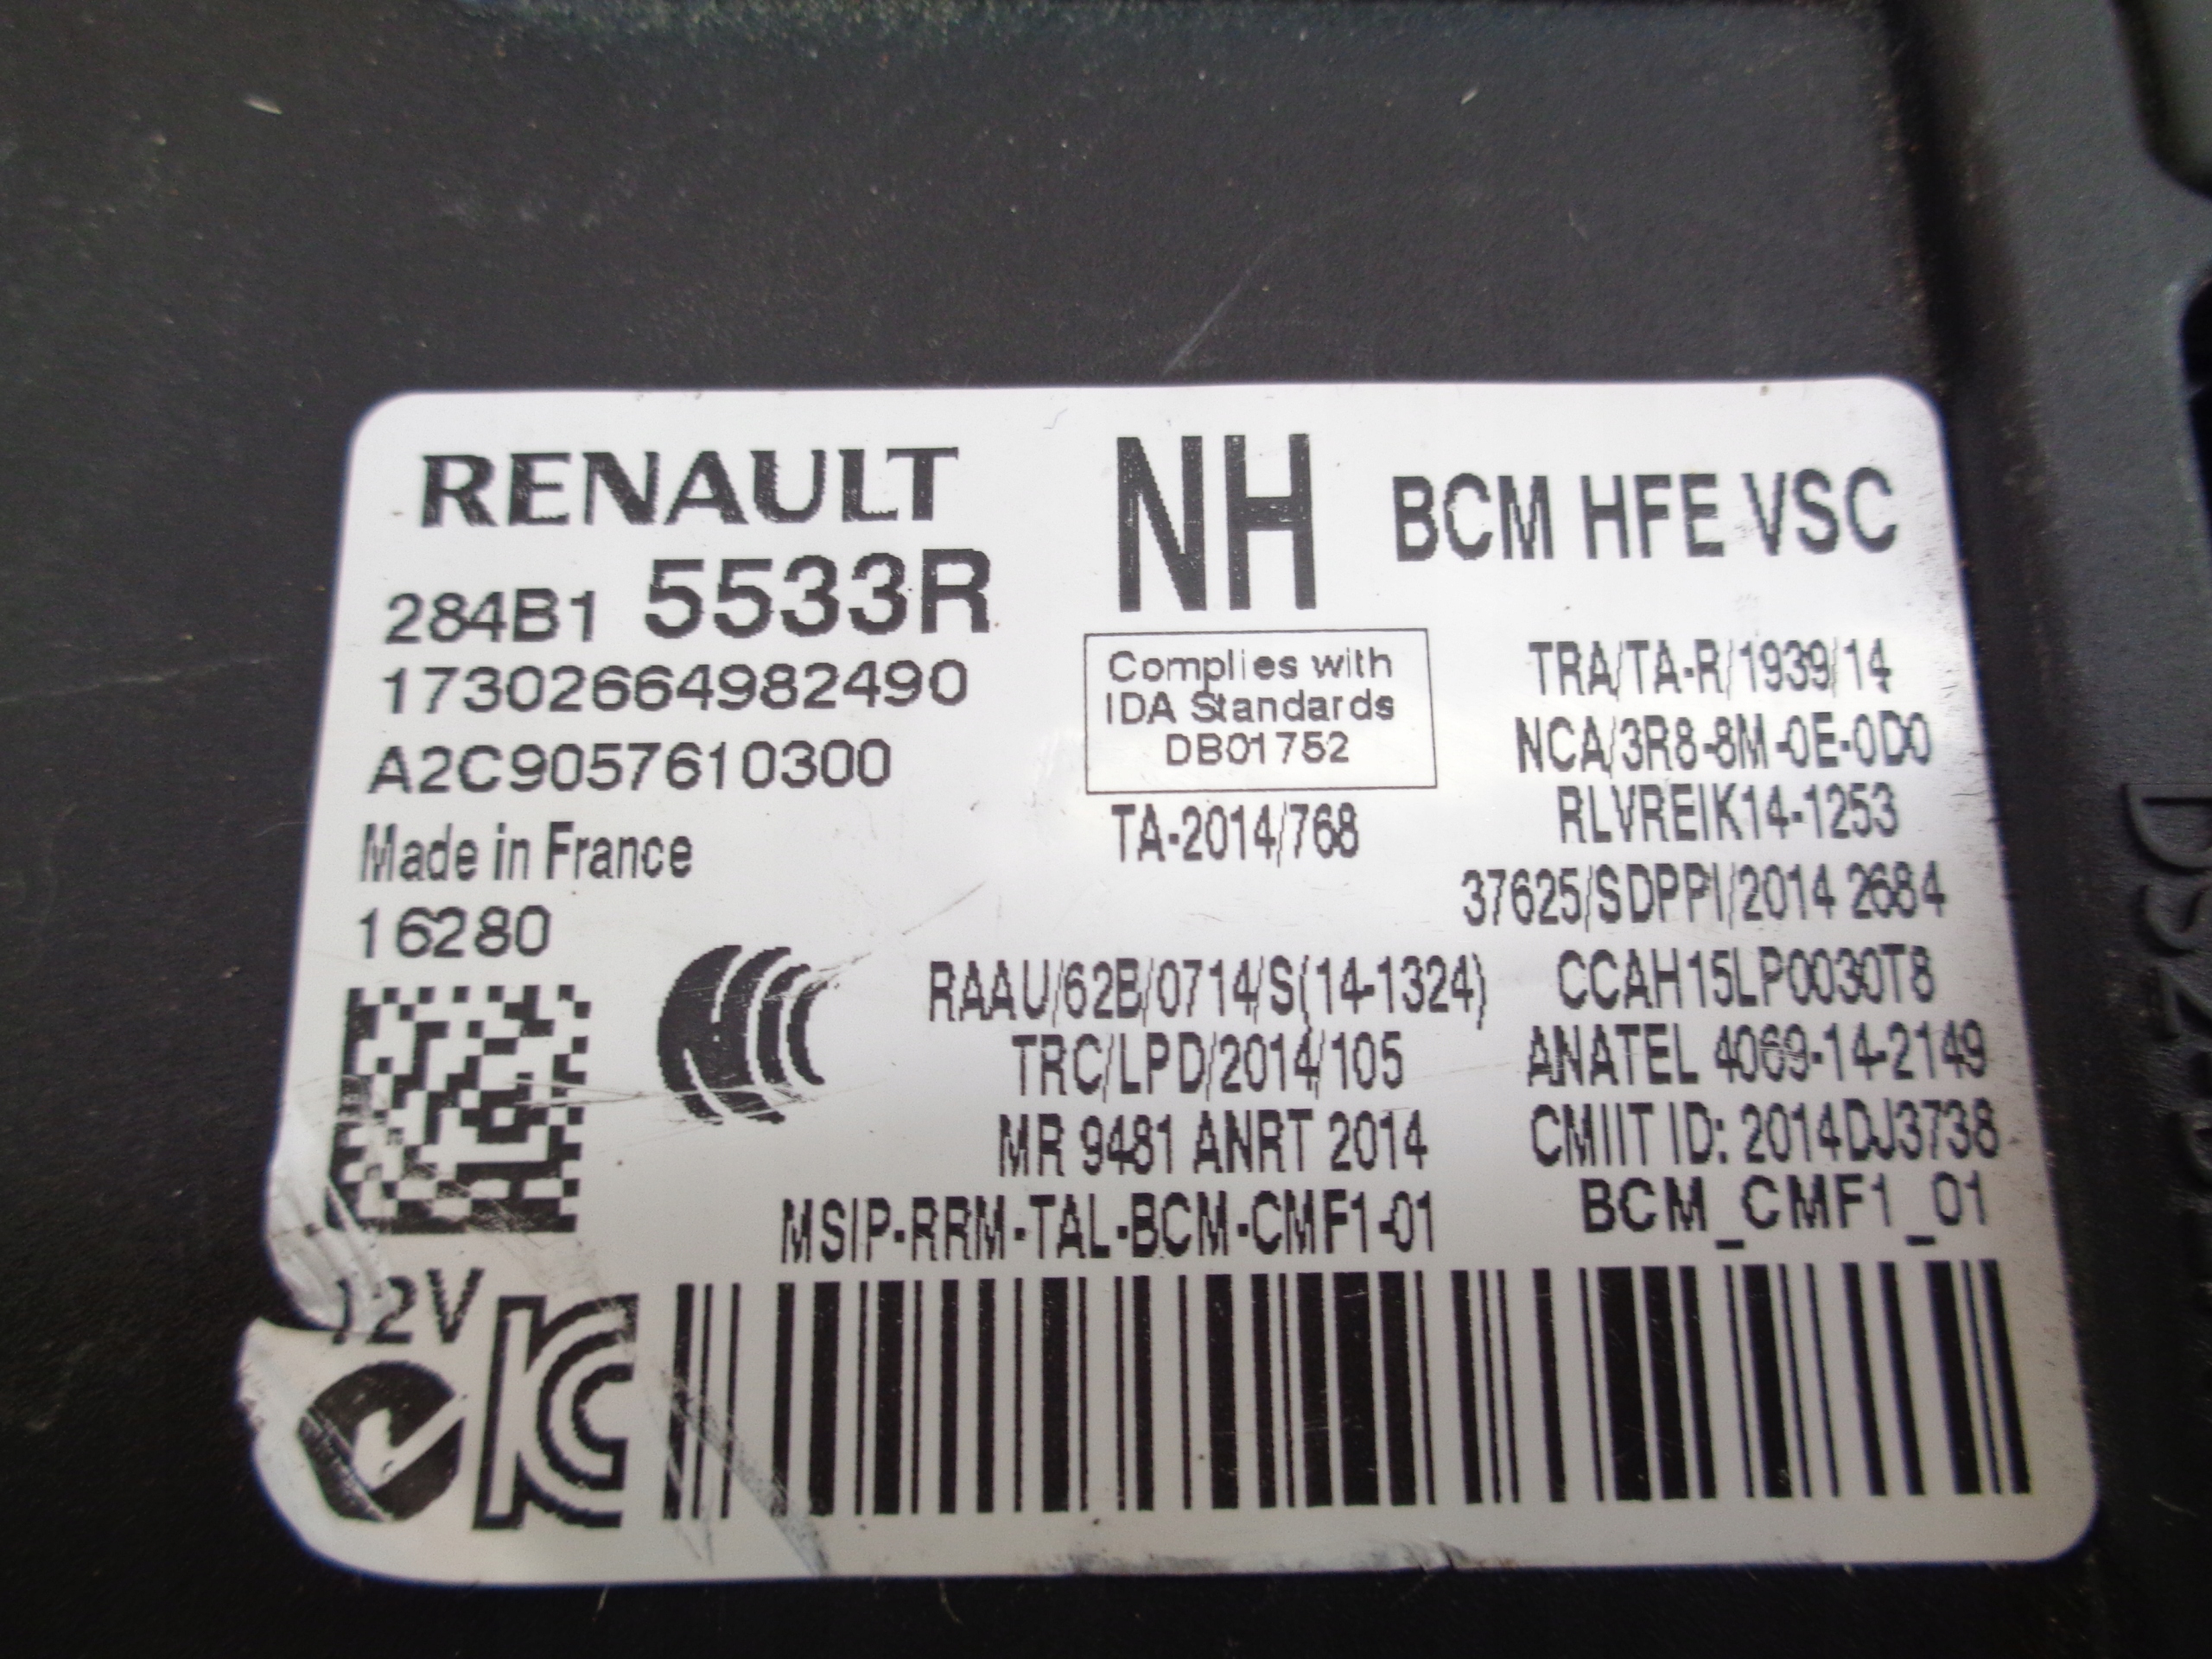 RENAULT
NH
BCM HFE VSC
284B1 5533R
17302664982490
A2C9057610300
Made in France
16280
Complies with
IDA Standards
DB01752
TA-2014/768
TRA/TA-R/1939/14
NCA/3R8-8M-0E-0D0
RLVREIK14-1253
37625/SDPPI/2014 2684
RAAU/62B/0714/S(14-1324)
CCAH15LP0030T8
TRC/LPD/2014/105
ANATEL 4069-14-2149
MR 9481 ANRT 2014
CMIIT ID: 2014DJ3738
MSIP-RRM-TAL-BCM-CMF1-01
BCM_CMF1_01
12V